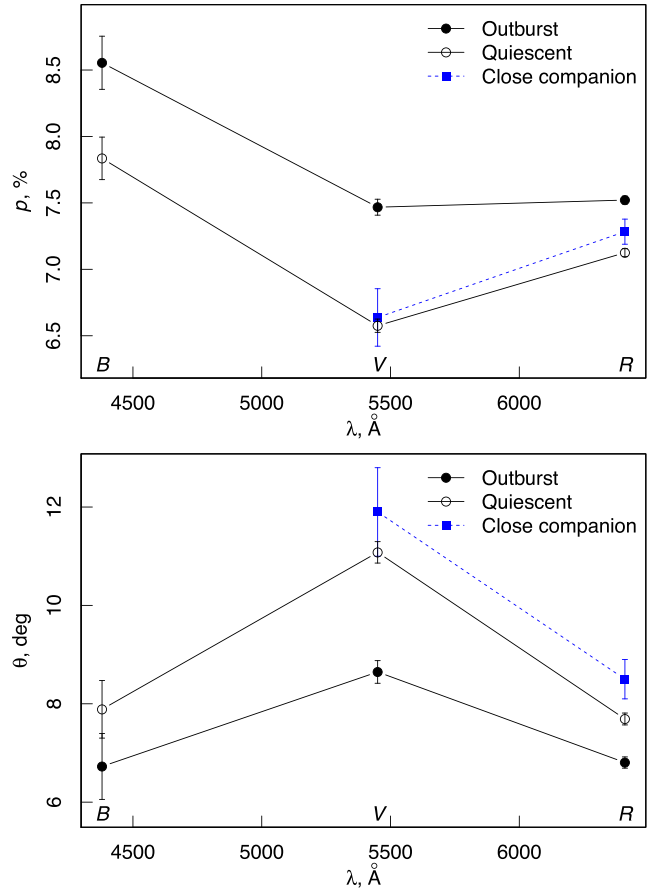 Outburst
Quiescent
Close companion
8.5
8.0
7.5
7.0
6.5
p, %
B V R
4500 5000 5500 6000
λ, Å
Outburst
Quiescent
Close companion
12
10
8
6
θ, deg
B V R
4500 5000 5500 6000
λ, Å